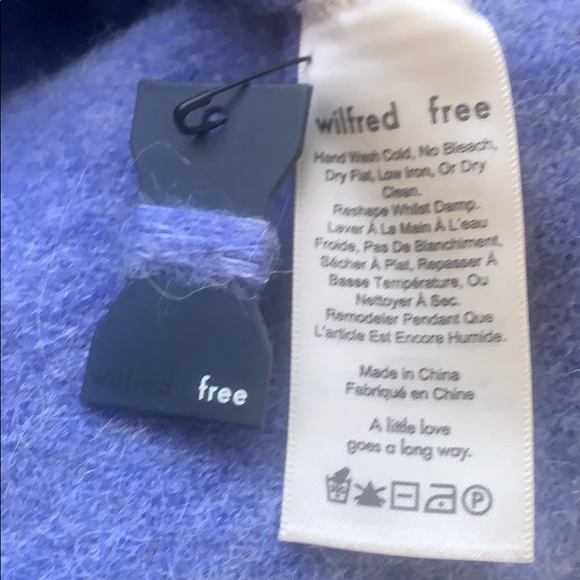 wilfred free
Hand Wash Cold, No Bleach,
Dry Flat, Low Iron, Or Dry
Clean.
Reshape Whilst Damp.
Laver À La Main À L'eau
Froide, Pas De Blanchiment,
Sécher À Plat, Repasser À
Basse Température, Ou
Nettoyer À Sec.
Remodeler Pendant Que
L'article Est Encore Humide.
Made in China
Fabriqué en Chine
A little love
goes a long way.
P
wilfred free